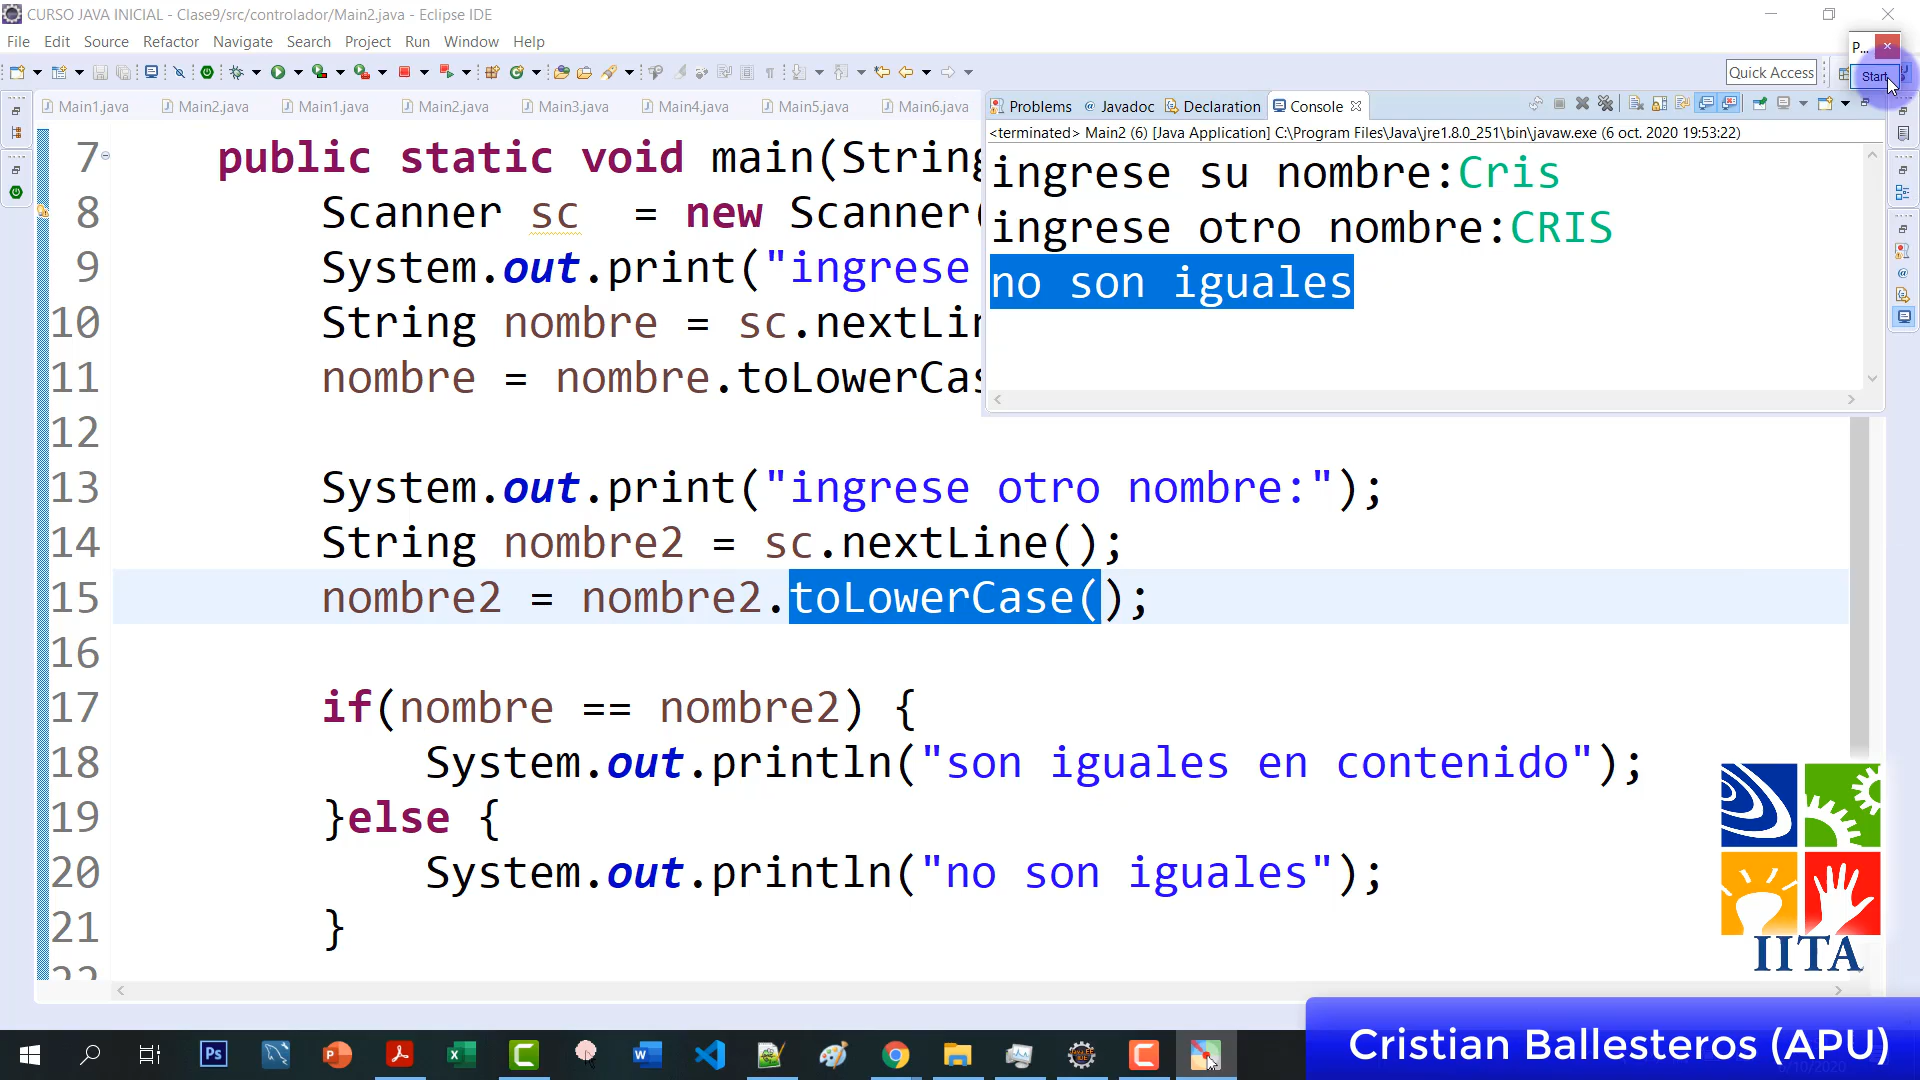 CURSO JAVA INICIAL - Clase9/src/controlador/Main2.java - Eclipse IDE
File Edit Source Refactor Navigate Search Project Run Window Help
P...
Quick Access
Start
Main1.java Main2.java Main1.java Main2.java Main3.java Main4.java Main5.java Main6.java
Problems Javadoc Declaration Console
<terminated> Main2 (6) [Java Application] C:\Program Files\Java\jre1.8.0_251\bin\javaw.exe (6 oct. 2020 19:53:22)
ingrese su nombre:Cris
ingrese otro nombre:CRIS
no son iguales
7 public static void main(String
8 Scanner sc = new Scanner(
9 System.out.print("ingrese
10 String nombre = sc.nextLin
11 nombre = nombre.toLowerCas
12
13 System.out.print("ingrese otro nombre:");
14 String nombre2 = sc.nextLine();
15 nombre2 = nombre2.toLowerCase();
16
17 if(nombre == nombre2) {
18 System.out.println("son iguales en contenido");
19 }else {
20 System.out.println("no son iguales");
21 }
22
IITA
Cristian Ballesteros (APU)